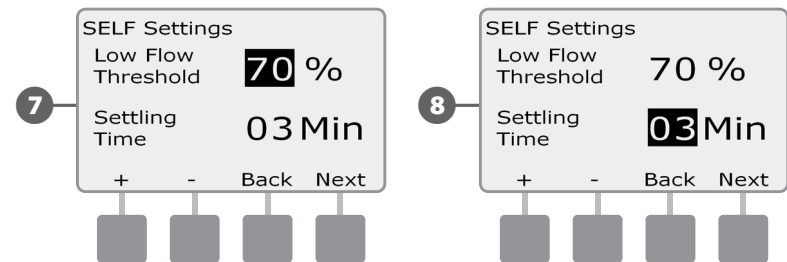 7
SELF Settings
Low Flow
Threshold
70 %
Settling
Time
03 Min
+ - Back Next
8
SELF Settings
Low Flow
Threshold
70 %
Settling
Time
03 Min
+ - Back Next